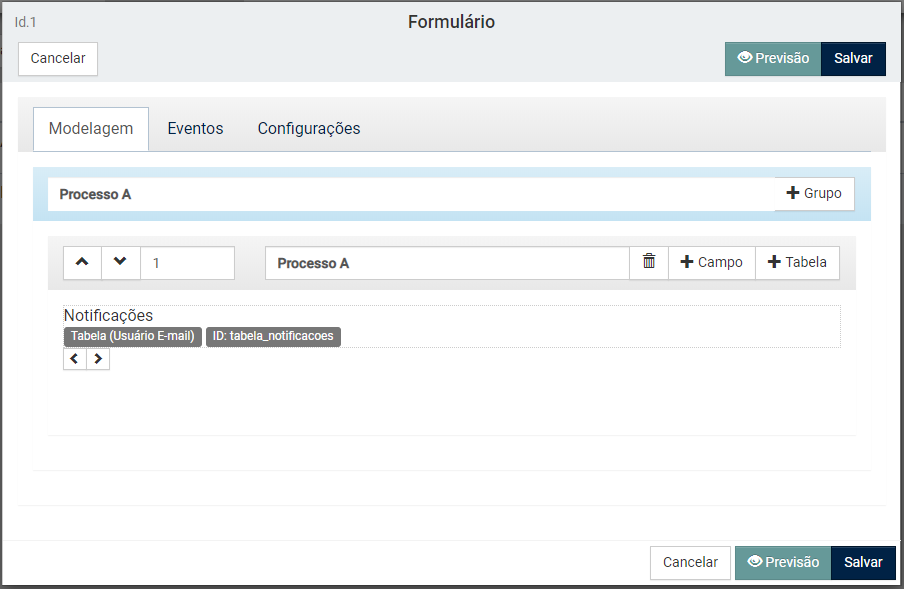 Id.1
Formulário
Cancelar
Previsão Salvar
Modelagem Eventos Configurações
Processo A
Grupo
1
Processo A
Campo
Tabela
Notificações
Tabela (Usuário E-mail) ID: tabela_notificacoes
Cancelar Previsão Salvar